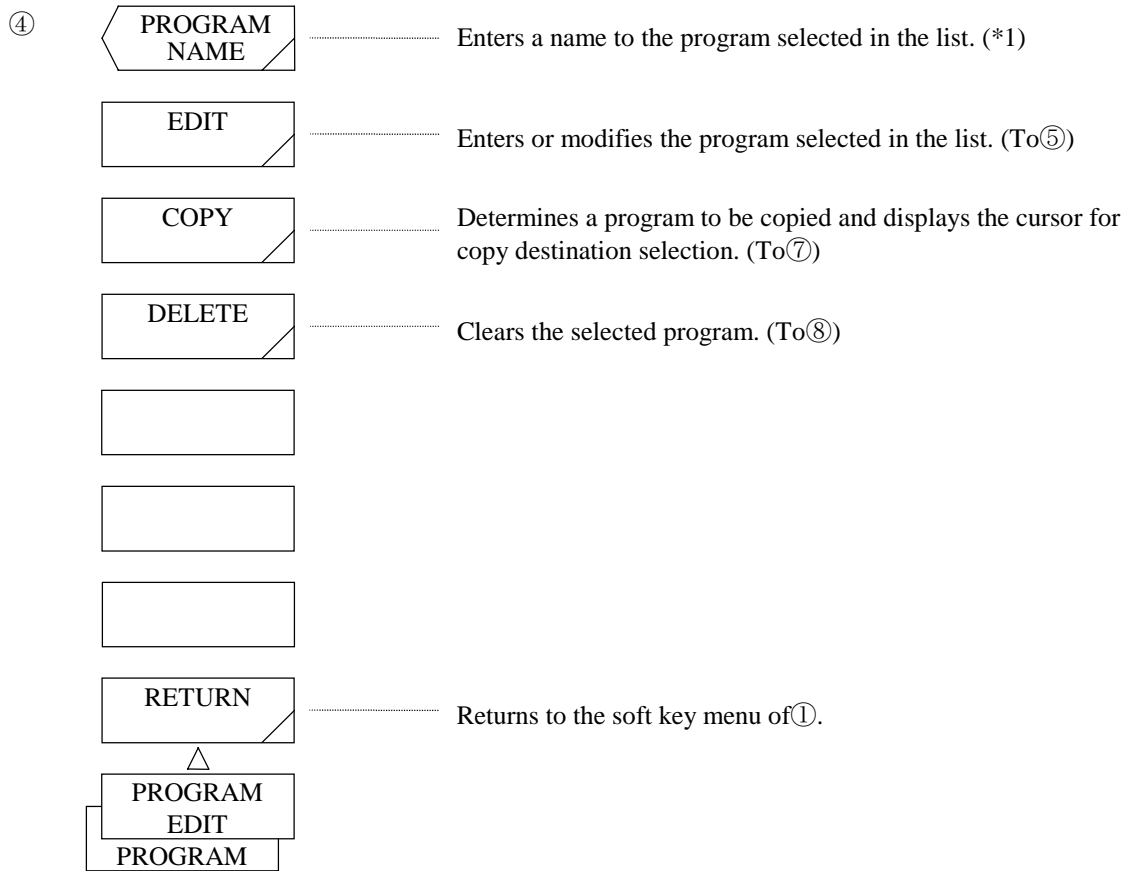 ④
PROGRAM
NAME
Enters a name to the program selected in the list. (*1)
EDIT
Enters or modifies the program selected in the list. (To⑤)
COPY
Determines a program to be copied and displays the cursor for
copy destination selection. (To⑦)
DELETE
Clears the selected program. (To⑧)
RETURN
Returns to the soft key menu of①.
PROGRAM
EDIT
PROGRAM